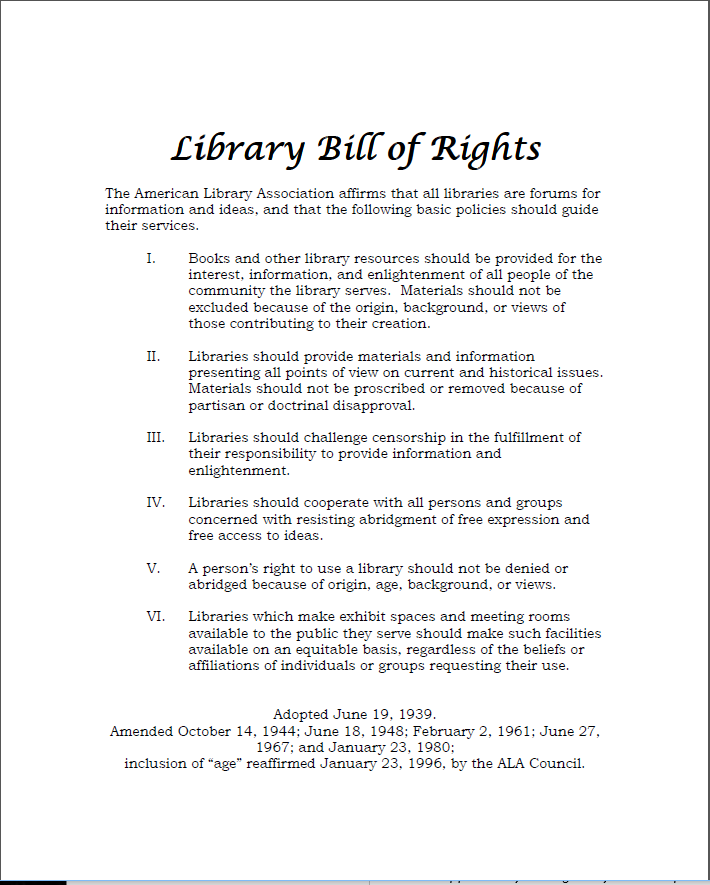 Library Bill of Rights
The American Library Association affirms that all libraries are forums for
information and ideas, and that the following basic policies should guide
their services.
I. Books and other library resources should be provided for the
interest, information, and enlightenment of all people of the
community the library serves.  Materials should not be
excluded because of the origin, background, or views of
those contributing to their creation.
II. Libraries should provide materials and information
presenting all points of view on current and historical issues.
Materials should not be proscribed or removed because of
partisan or doctrinal disapproval.
III. Libraries should challenge censorship in the fulfillment of
their responsibility to provide information and
enlightenment.
IV. Libraries should cooperate with all persons and groups
concerned with resisting abridgment of free expression and
free access to ideas.
V. A person's right to use a library should not be denied or
abridged because of origin, age, background, or views.
VI. Libraries which make exhibit spaces and meeting rooms
available to the public they serve should make such facilities
available on an equitable basis, regardless of the beliefs or
affiliations of individuals or groups requesting their use.
Adopted June 19, 1939.
Amended October 14, 1944; June 18, 1948; February 2, 1961; June 27,
1967; and January 23, 1980;
inclusion of “age” reaffirmed January 23, 1996, by the ALA Council.